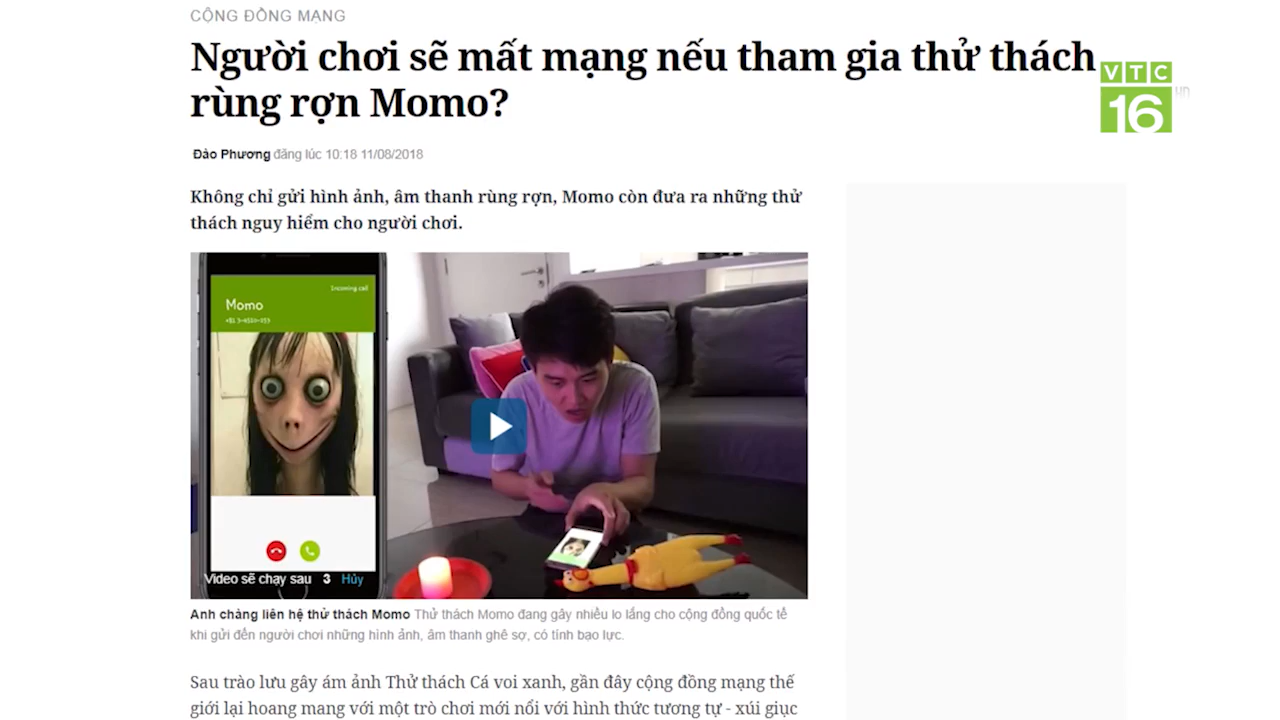 CỘNG ĐỒNG MẠNG
Người chơi sẽ mất mạng nếu tham gia thử thách
rùng rợn Momo?
VTC
16
HD
Đào Phương đăng lúc 10:18 11/08/2018
Không chỉ gửi hình ảnh, âm thanh rùng rợn, Momo còn đưa ra những thử
thách nguy hiểm cho người chơi.
Incoming call
Momo
Video sẽ chạy sau 3 Hủy
Anh chàng liên hệ thử thách Momo Thử thách Momo đang gây nhiều lo lắng cho cộng đồng quốc tế
khi gửi đến người chơi những hình ảnh, âm thanh ghê sợ, có tính bạo lực.
Sau trào lưu gây ám ảnh Thử thách Cá voi xanh, gần đây cộng đồng mạng thế
giới lại hoang mang với một trò chơi mới nổi với hình thức tương tự - xúi giục